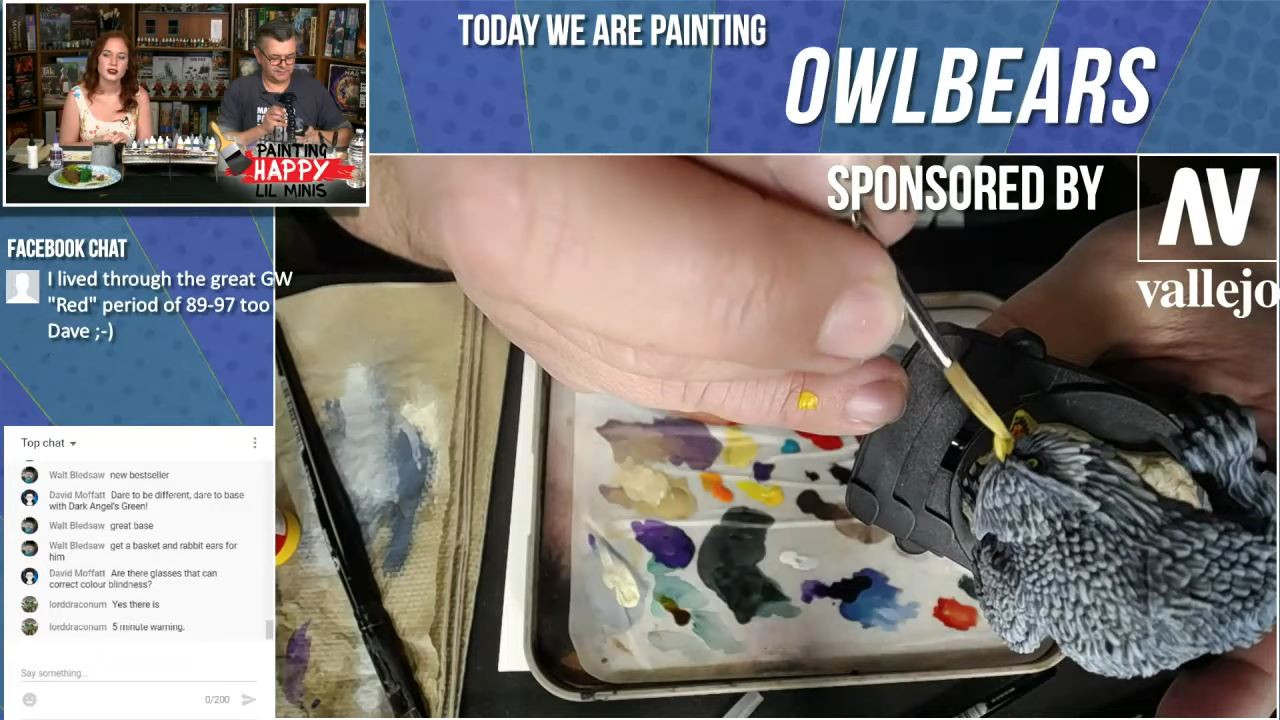 TODAY WE ARE PAINTING
OWLBEARS
SPONSORED BY
AV
vallejo
PAINTING
HAPPY
LIL MINIS
FACEBOOK CHAT
I lived through the great GW
"Red" period of 89-97 too
Dave ;-)
Top chat
Walt Bledsaw new bestseller
David Moffatt Dare to be different, dare to base
with Dark Angel's Green!
Walt Bledsaw great base
Walt Bledsaw get a basket and rabbit ears for
him
David Moffatt Are there glasses that can
correct colour blindness?
lorddraconum Yes there is
lorddraconum 5 minute warning.
Say something...
0/200